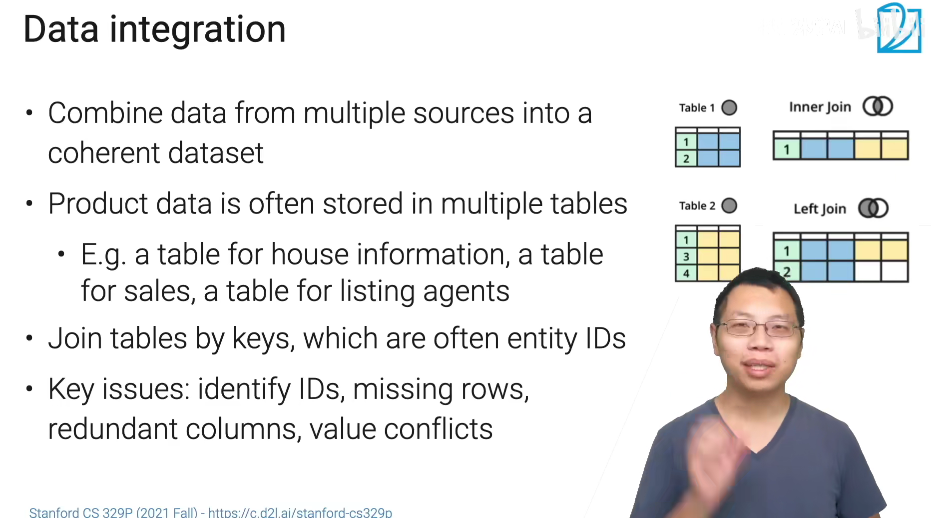 Data integration
• Combine data from multiple sources into a
coherent dataset
• Product data is often stored in multiple tables
• E.g. a table for house information, a table
for sales, a table for listing agents
• Join tables by keys, which are often entity IDs
• Key issues: identify IDs, missing rows,
redundant columns, value conflicts
Table 1
1
2
Inner Join
1
Table 2
1
3
4
Left Join
1
2
Stanford CS 329P (2021 Fall) - https://c.d2l.ai/stanford-cs329p